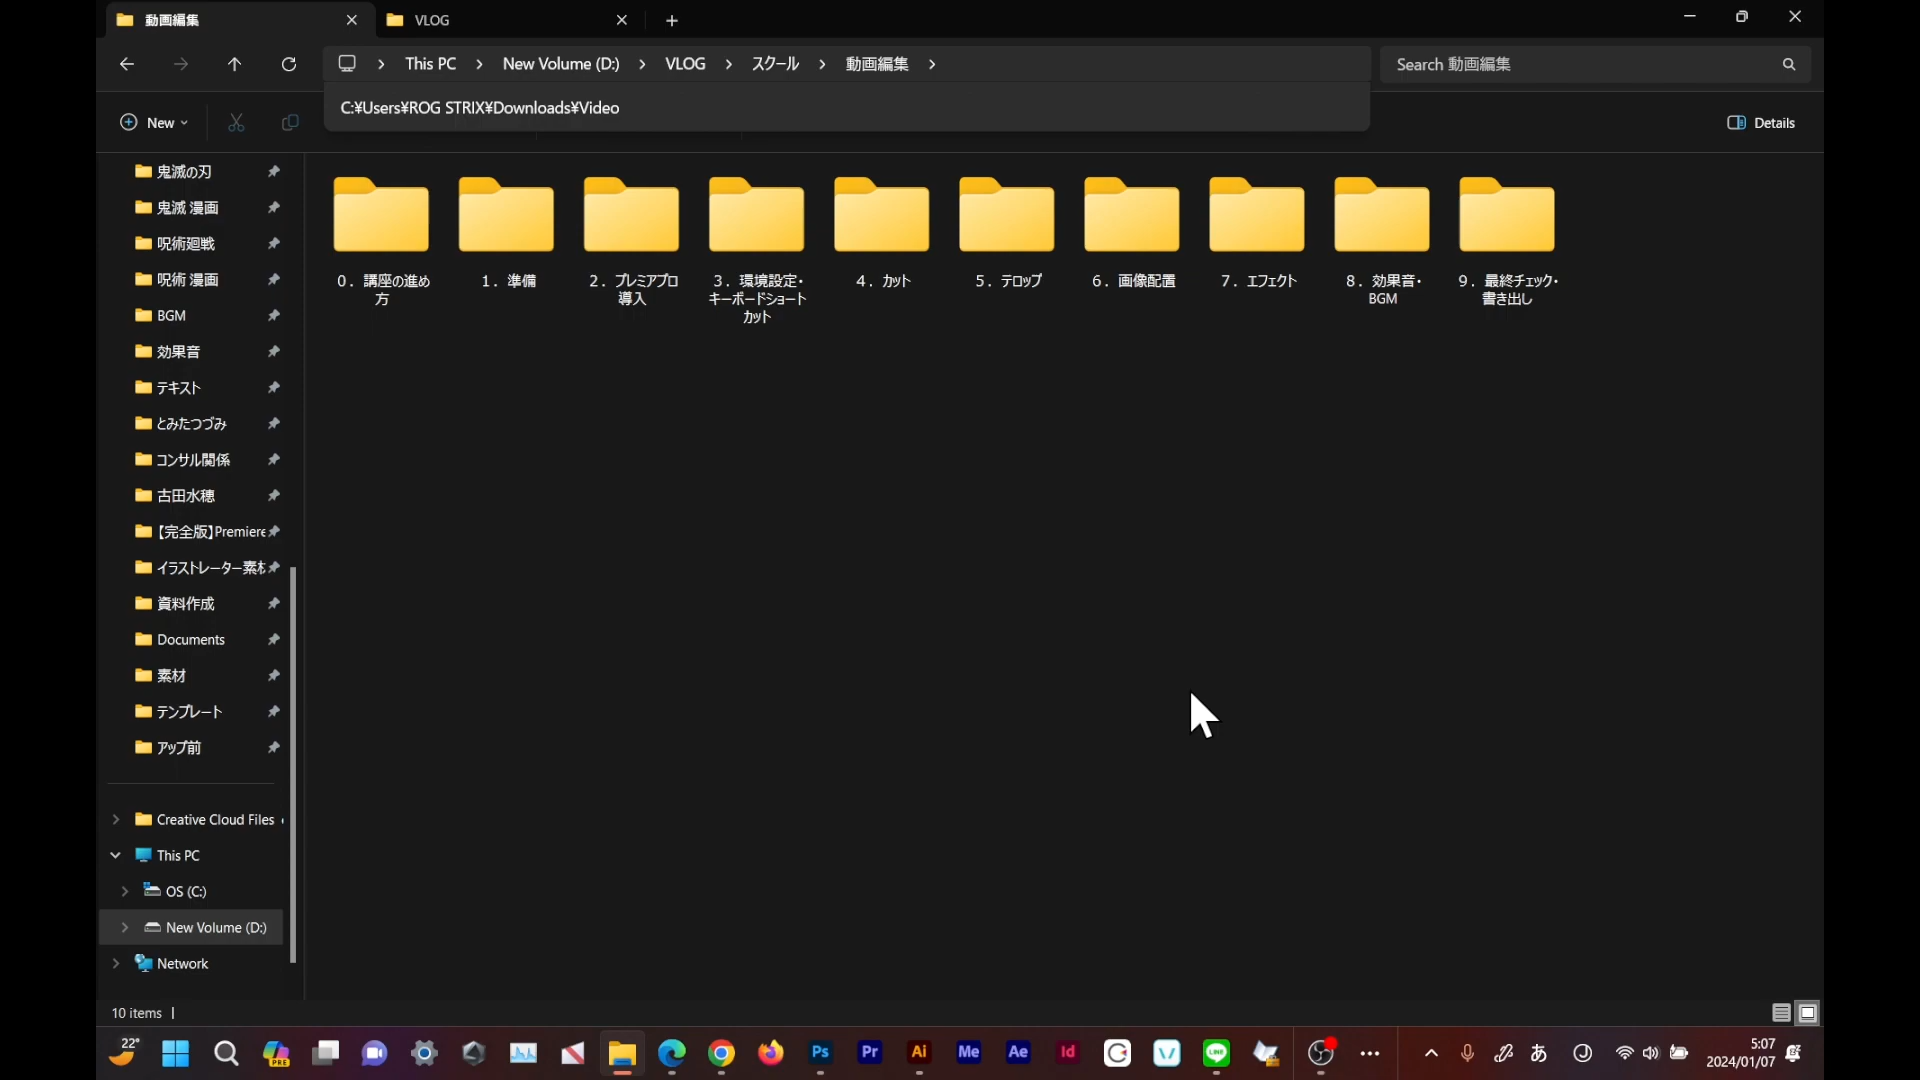 動画編集
VLOG
This PC > New Volume (D:) > VLOG > スクール > 動画編集 >
Search 動画編集
C:¥Users¥ROG STRIX¥Downloads¥Video
New
Details
鬼滅の刃
鬼滅 漫画
呪術廻戦
呪術 漫画
BGM
効果音
テキスト
とみたつづみ
コンサル関係
古田水穂
【完全版】Premiere
イラストレーター素材
資料作成
Documents
素材
テンプレート
アップ前
Creative Cloud Files
This PC
OS (C:)
New Volume (D:)
Network
0．講座の進め
方
1．準備
2．プレミアプロ
導入
3．環境設定・
キーボードショート
カット
4．カット
5．テロップ
6．画像配置
7．エフェクト
8．効果音・
BGM
9．最終チェック・
書き出し
10 items
22°
PRE
Ps
Pr
Ai
Me
Ae
Id
LINE
あ
5:07
2024/01/07